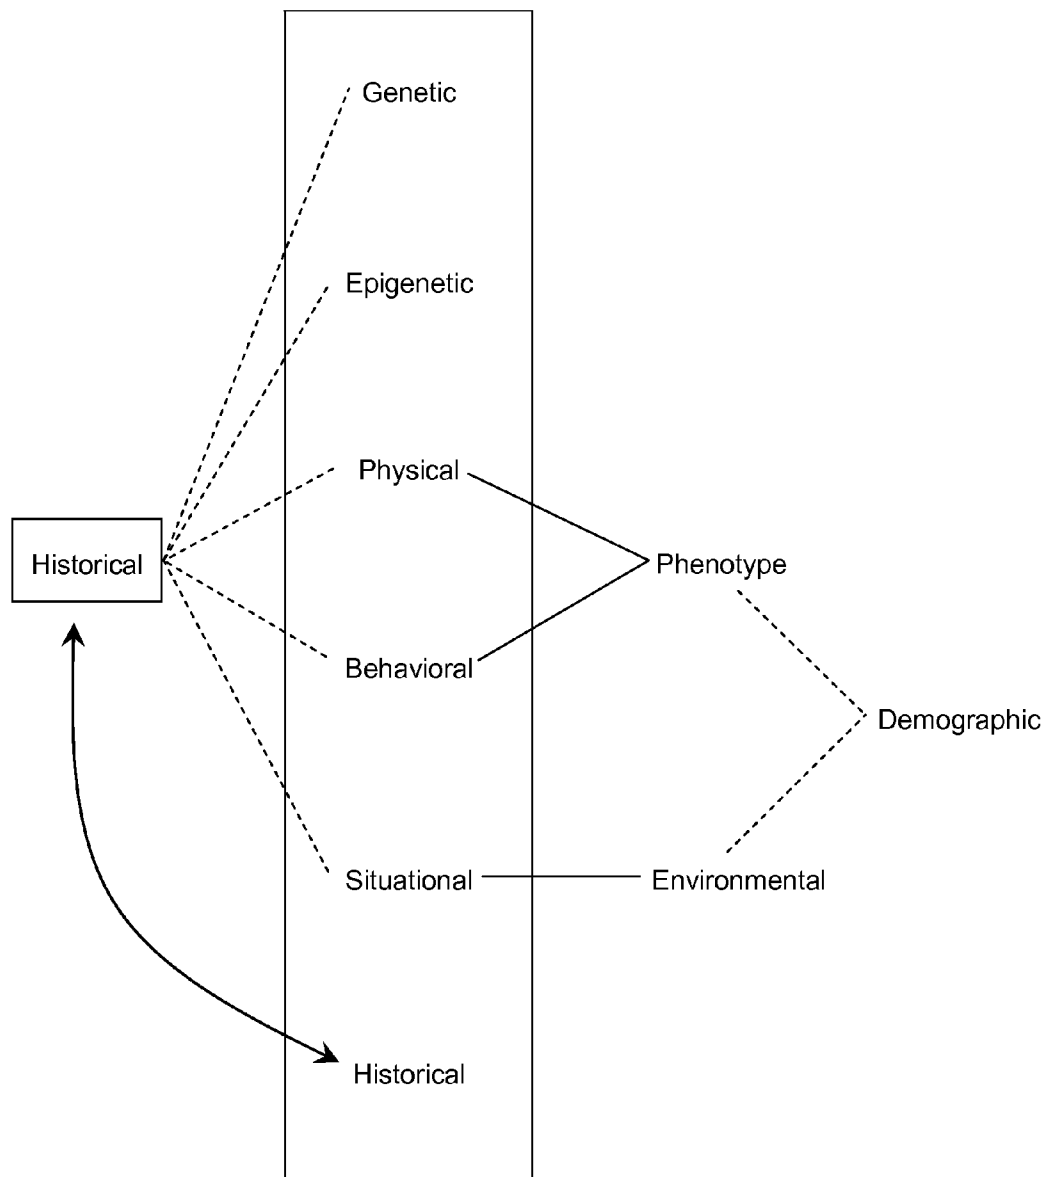 Genetic
Epigenetic
Physical
Historical
Phenotype
Behavioral
Demographic
Situational
Environmental
Historical